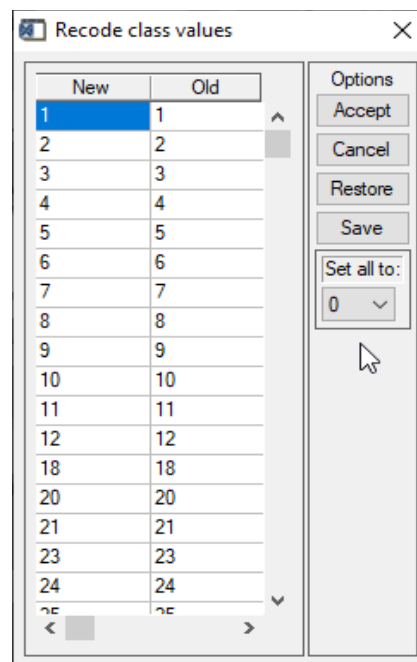 Recode class values
New Old
1 1
2 2
3 3
4 4
5 5
6 6
7 7
8 8
9 9
10 10
11 11
12 12
18 18
20 20
21 21
23 23
24 24
25 25
Options
Accept
Cancel
Restore
Save
Set all to:
0